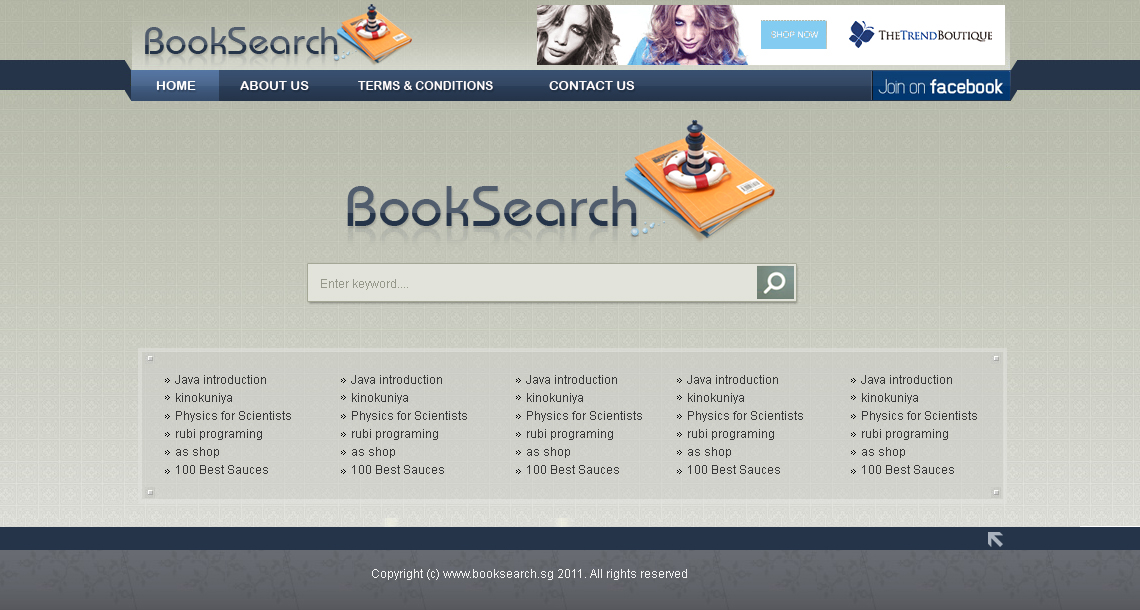 BookSearch
SHOP NOW
THETRENDBOUTIQUE
HOME ABOUT US TERMS & CONDITIONS CONTACT US Join on facebook
BookSearch
Enter keyword....
Java introduction Java introduction Java introduction Java introduction Java introduction
kinokuniya kinokuniya kinokuniya kinokuniya kinokuniya
Physics for Scientists Physics for Scientists Physics for Scientists Physics for Scientists Physics for Scientists
rubi programing rubi programing rubi programing rubi programing rubi programing
as shop as shop as shop as shop as shop
100 Best Sauces 100 Best Sauces 100 Best Sauces 100 Best Sauces 100 Best Sauces
Copyright (c) www.booksearch.sg 2011. All rights reserved